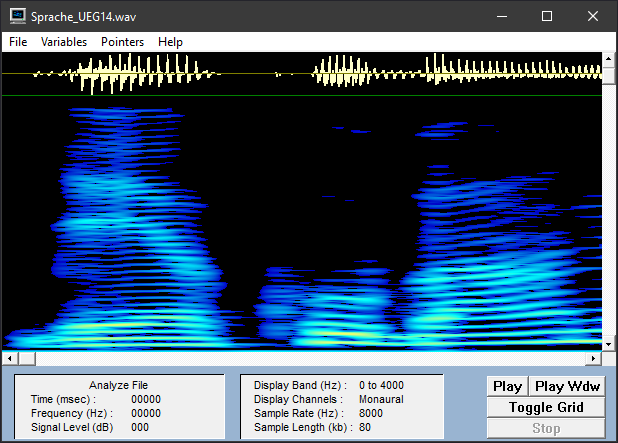 Sprache_UEG14.wav
File Variables Pointers Help
Analyze File
Time (msec) : 00000
Frequency (Hz) : 00000
Signal Level (dB) 000
Display Band (Hz) : 0 to 4000
Display Channels : Monaural
Sample Rate (Hz) : 8000
Sample Length (kb) : 80
Play Play Wdw
Toggle Grid
Stop